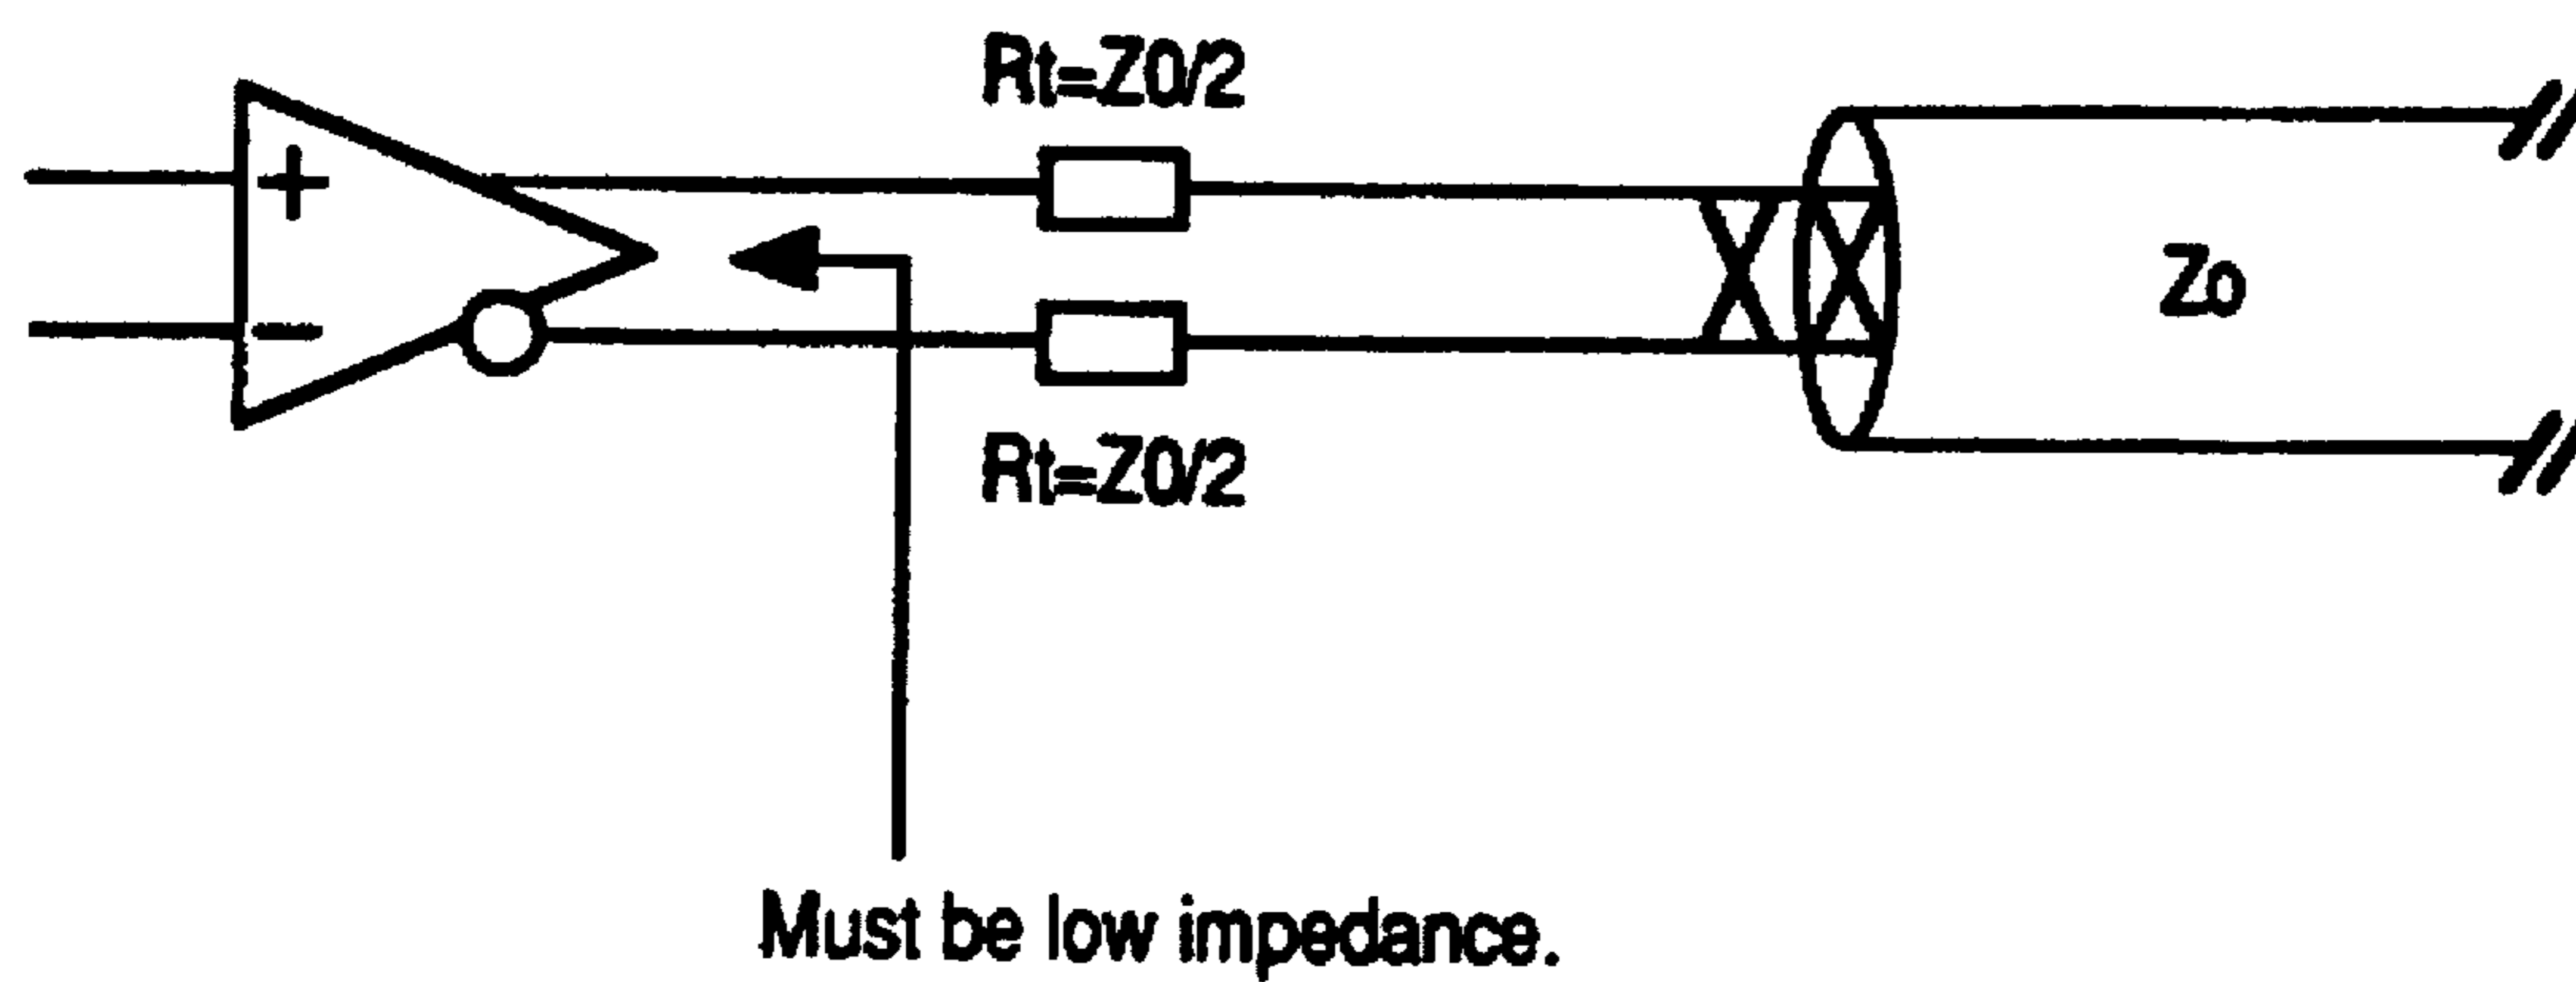 Rt=Z0/2
+
−
Zo
Rt=Z0/2
Must be low impedance.